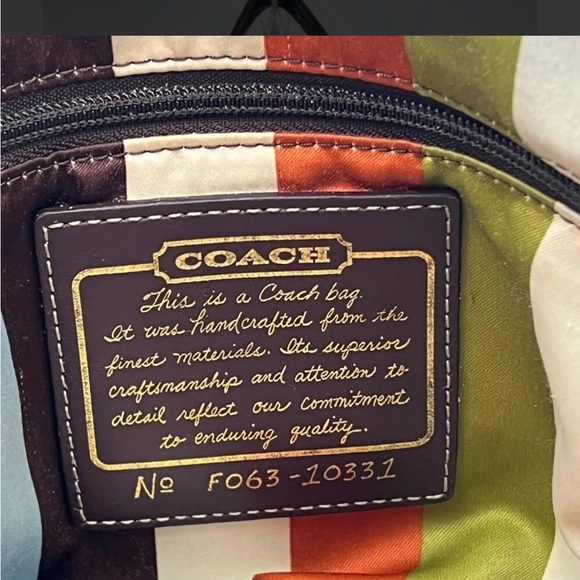 COACH
This is a Coach bag.
It was handcrafted from the
finest materials. Its superior
craftsmanship and attention to
detail reflect our commitment
to enduring quality.
No F063-10331